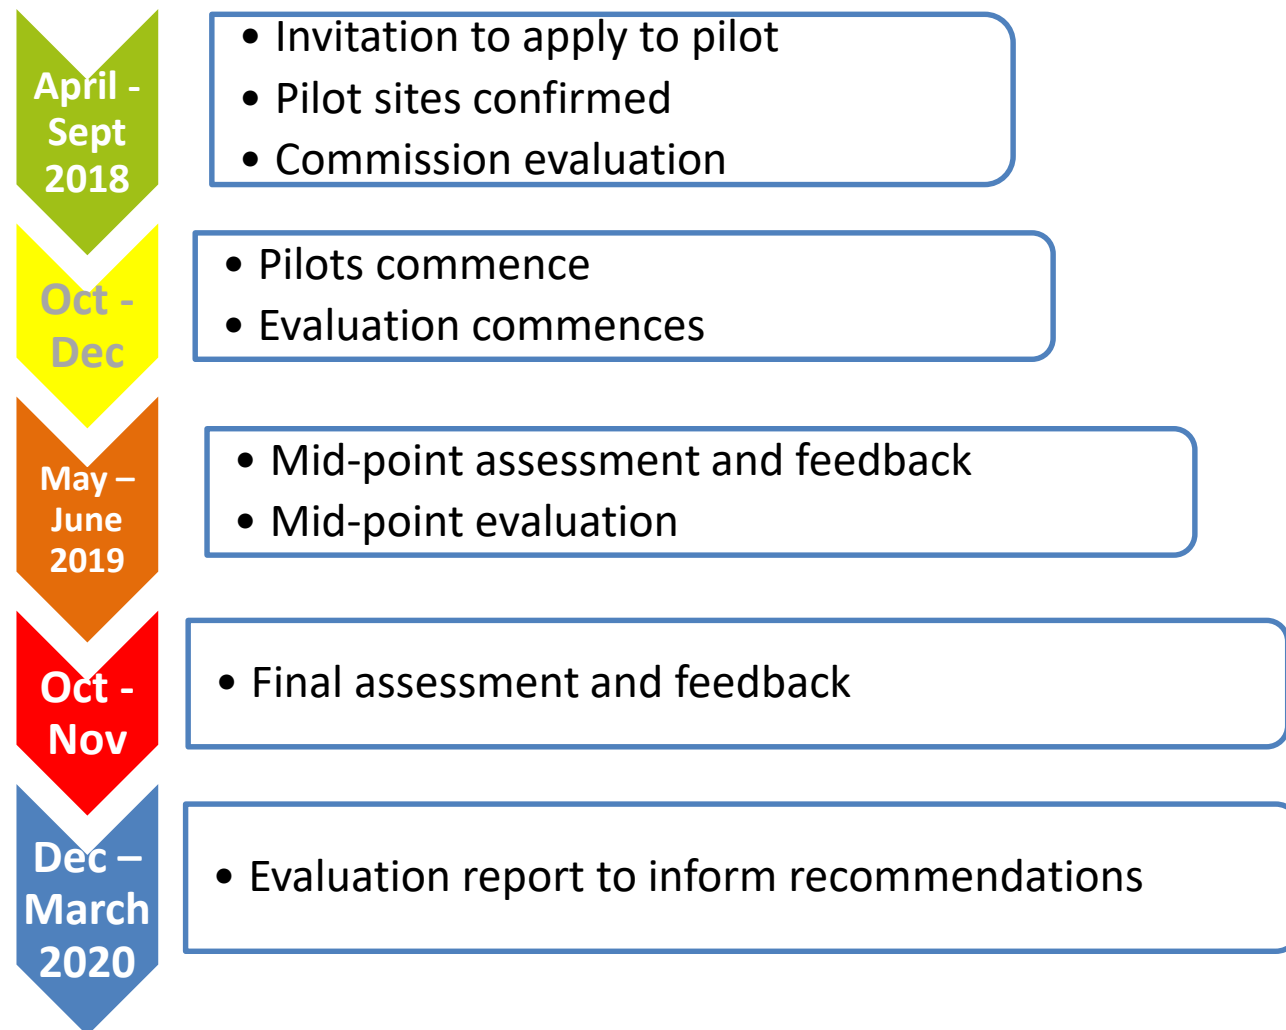 April -
Sept
2018
• Invitation to apply to pilot
• Pilot sites confirmed
• Commission evaluation
Oct -
Dec
• Pilots commence
• Evaluation commences
May –
June
2019
• Mid-point assessment and feedback
• Mid-point evaluation
Oct -
Nov
• Final assessment and feedback
Dec –
March
2020
• Evaluation report to inform recommendations